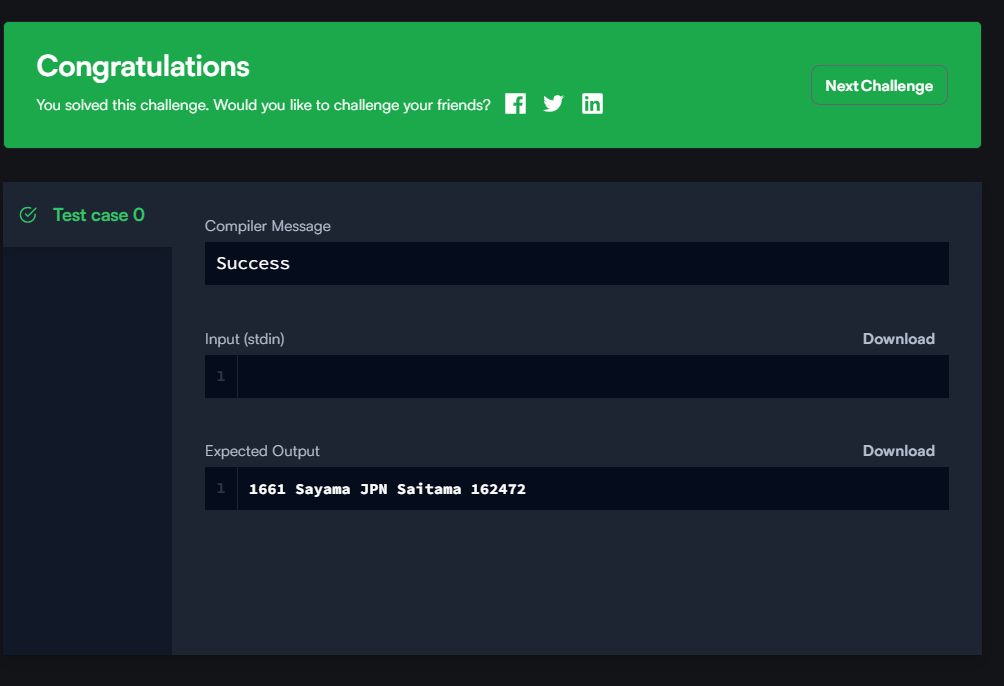 Congratulations
You solved this challenge. Would you like to challenge your friends?
Next Challenge
Test case 0
Compiler Message
Success
Input (stdin)
Download
1
Expected Output
Download
1
1661 Sayama JPN Saitama 162472